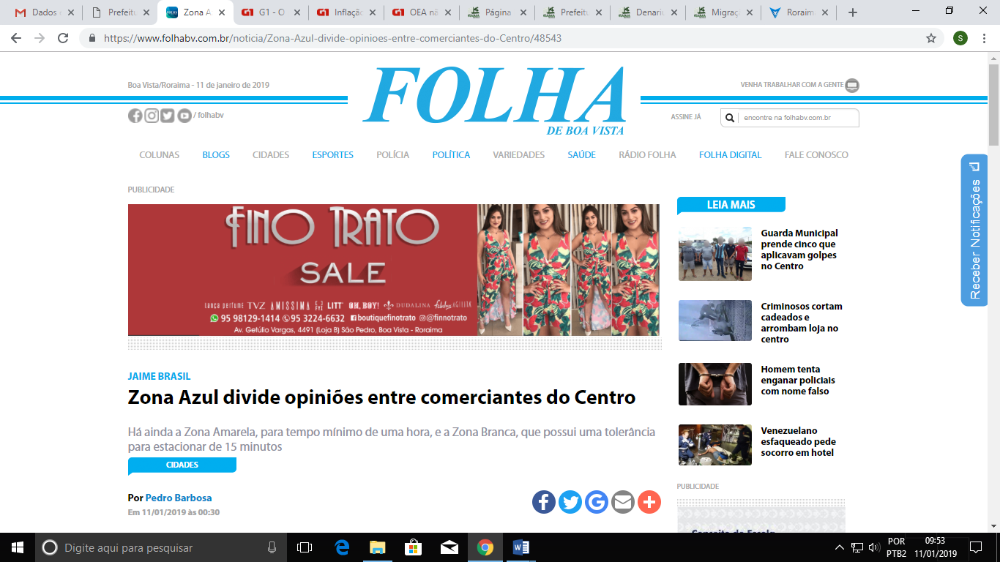 Dados
Prefeitu
Zona A
G1 - O
Inflação
OEA nã
Página
Prefeitu
Denariu
Migraçã
Roraim
https://www.folhabv.com.br/noticia/Zona-Azul-divide-opinioes-entre-comerciantes-do-Centro/48543
S
Boa Vista/Roraima - 11 de janeiro de 2019
FOLHA
DE BOA VISTA
VENHA TRABALHAR COM A GENTE
/ folhabv
ASSINE JÁ
encontre na folhabv.com.br
COLUNAS BLOGS CIDADES ESPORTES POLÍCIA POLÍTICA VARIEDADES SAÚDE RÁDIO FOLHA FOLHA DIGITAL FALE CONOSCO
Receber Notificações
PUBLICIDADE
FINO TRATO
SALE
lança perfume TVZ AMISSIMA LITT' OH, BOY! DUDALINA fabulous AGILITÁ
95 98129-1414 95 3224-6632 boutiquefinotrato @finnotrato
Av. Getúlio Vargas, 4491 (Loja B) São Pedro, Boa Vista - Roraima
LEIA MAIS
Guarda Municipal
prende cinco que
aplicavam golpes
no Centro
Criminosos cortam
cadeados e
arrombam loja no
centro
Homem tenta
enganar policiais
com nome falso
Venezuelano
esfaqueado pede
socorro em hotel
PUBLICIDADE
JAIME BRASIL
Zona Azul divide opiniões entre comerciantes do Centro
Há ainda a Zona Amarela, para tempo mínimo de uma hora, e a Zona Branca, que possui uma tolerância
para estacionar de 15 minutos
CIDADES
Por Pedro Barbosa
Em 11/01/2019 às 00:30
Digite aqui para pesquisar
POR
PTB2
09:53
11/01/2019